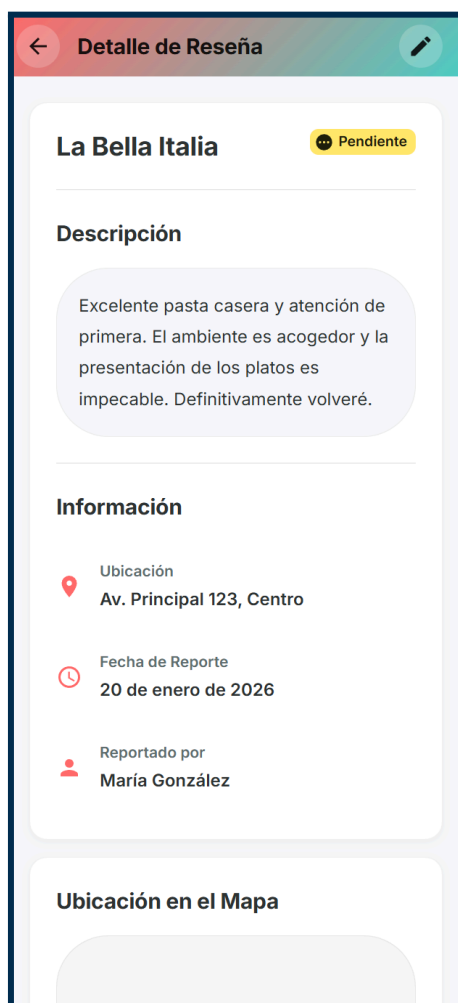 Detalle de Reseña
La Bella Italia
Pendiente
Descripción
Excelente pasta casera y atención de
primera. El ambiente es acogedor y la
presentación de los platos es
impecable. Definitivamente volveré.
Información
Ubicación
Av. Principal 123, Centro
Fecha de Reporte
20 de enero de 2026
Reportado por
María González
Ubicación en el Mapa